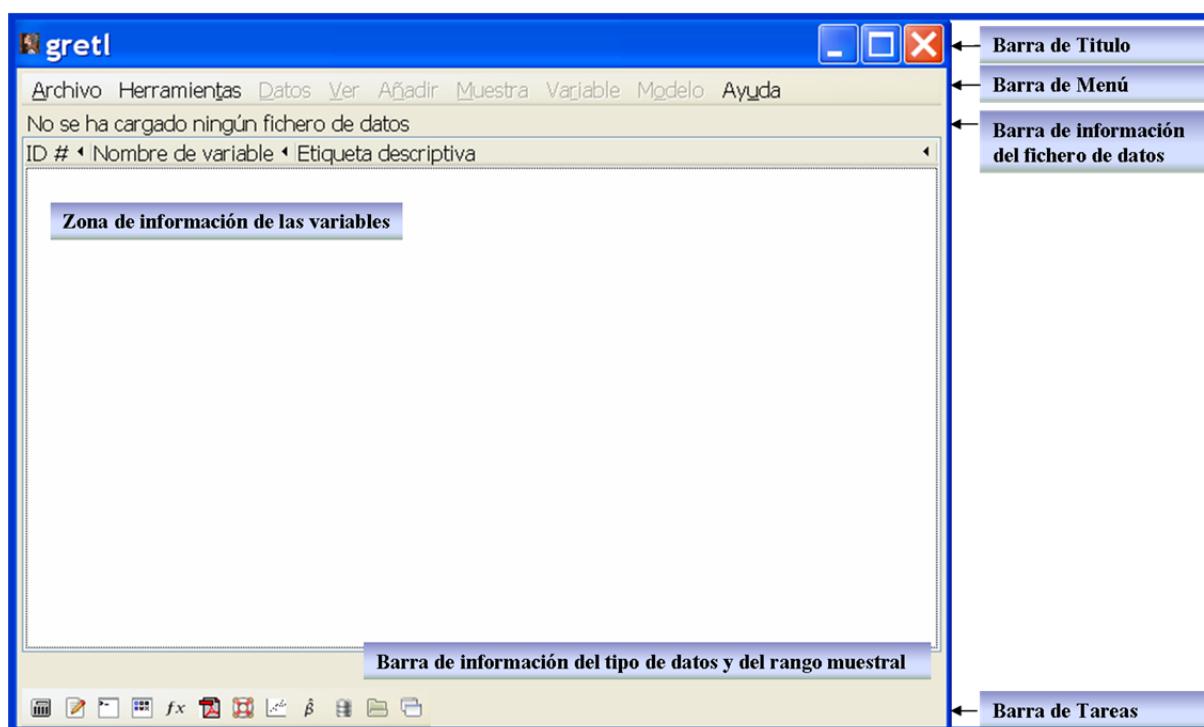 gretl
Barra de Titulo
Archivo Herramientas Datos Ver Añadir Muestra Variable Modelo Ayuda
Barra de Menú
No se ha cargado ningún fichero de datos
Barra de información
del fichero de datos
ID # Nombre de variable Etiqueta descriptiva
Zona de información de las variables
Barra de información del tipo de datos y del rango muestral
fx β̂
Barra de Tareas